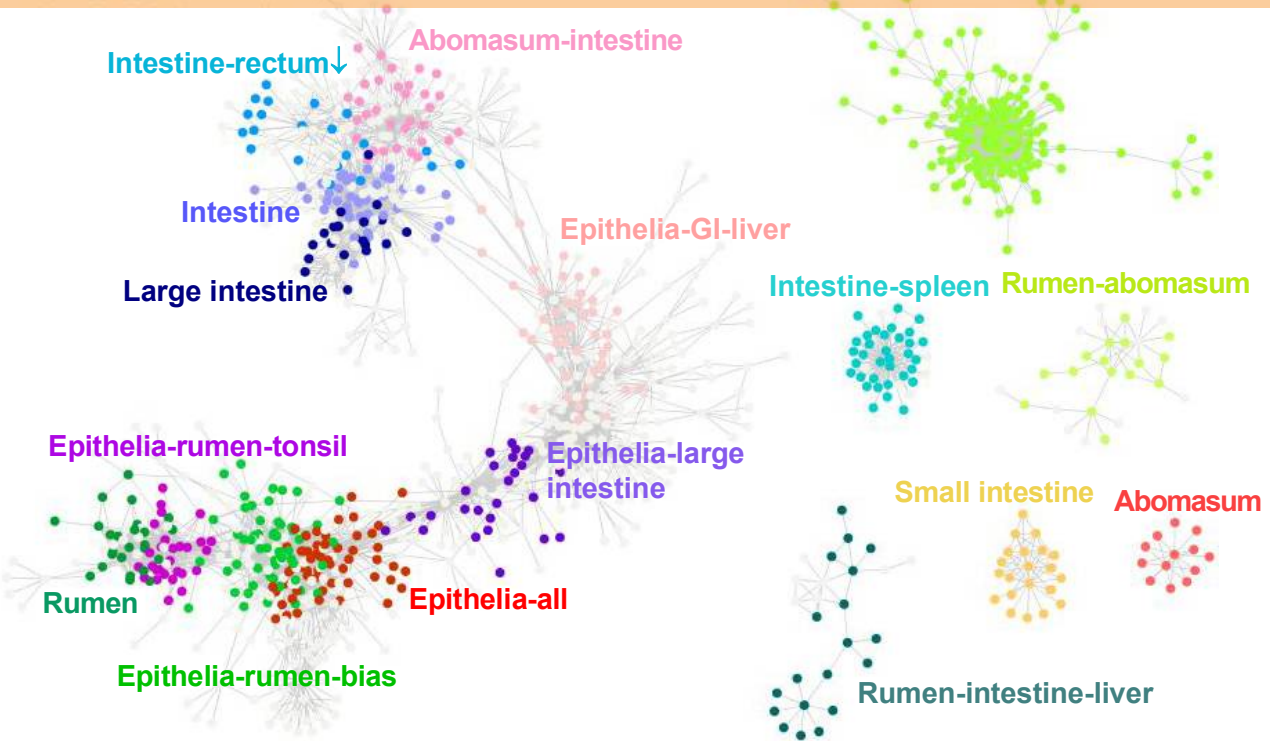 Abomasum-intestine
Intestine-rectum↓
Intestine
Epithelia-GI-liver
Large intestine
Intestine-spleen
Rumen-abomasum
Epithelia-rumen-tonsil
Epithelia-large
intestine
Small intestine
Abomasum
Rumen
Epithelia-all
Epithelia-rumen-bias
Rumen-intestine-liver